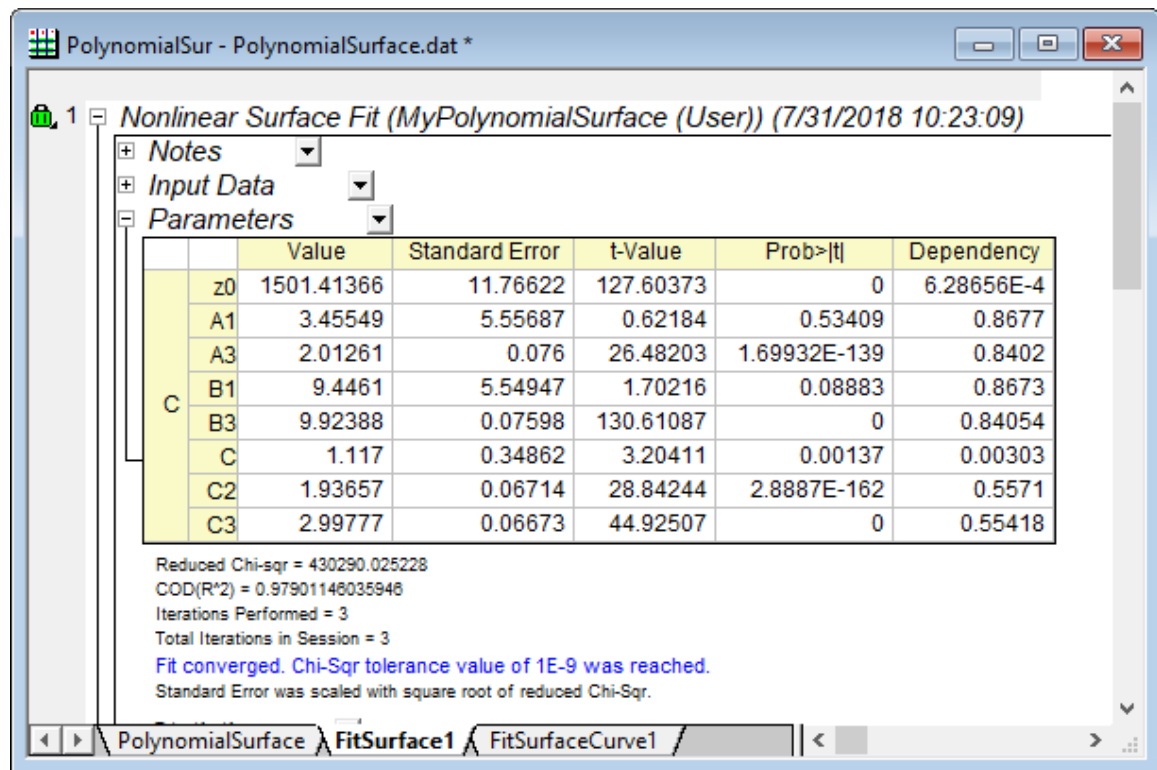 PolynomialSur - PolynomialSurface.dat *
1 Nonlinear Surface Fit (MyPolynomialSurface (User)) (7/31/2018 10:23:09)
Notes
Input Data
Parameters
Value Standard Error t-Value Prob>|t| Dependency
C
z0 1501.41366 11.76622 127.60373 0 6.28656E-4
A1 3.45549 5.55687 0.62184 0.53409 0.8677
A3 2.01261 0.076 26.48203 1.69932E-139 0.8402
B1 9.4461 5.54947 1.70216 0.08883 0.8673
B3 9.92388 0.07598 130.61087 0 0.84054
C 1.117 0.34862 3.20411 0.00137 0.00303
C2 1.93657 0.06714 28.84244 2.8887E-162 0.5571
C3 2.99777 0.06673 44.92507 0 0.55418
Reduced Chi-sqr = 430290.025228
COD(R^2) = 0.97901146035946
Iterations Performed = 3
Total Iterations in Session = 3
Fit converged. Chi-Sqr tolerance value of 1E-9 was reached.
Standard Error was scaled with square root of reduced Chi-Sqr.
PolynomialSurface FitSurface1 FitSurfaceCurve1